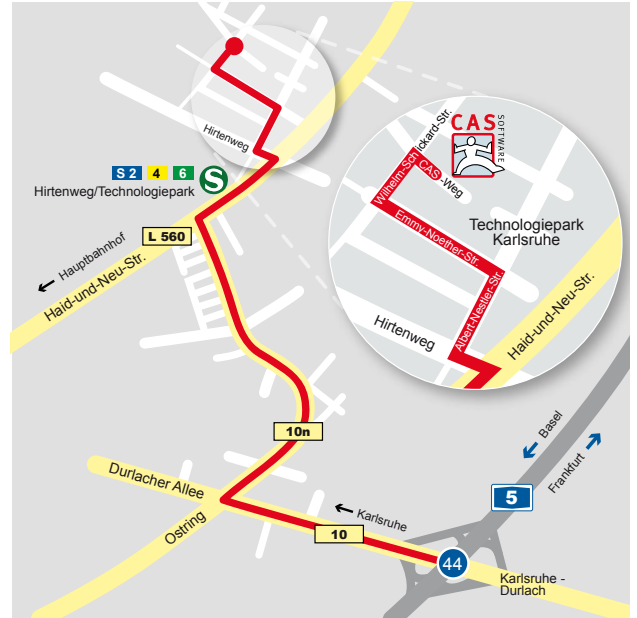 Hirtenweg
S 2 4 6 S
Hirtenweg/Technologiepark
L 560
Hauptbahnhof
Haid-und-Neu-Str.
CAS
SOFTWARE
Wilhelm-Schickard-Str.
CAS-Weg
Emmy-Noether-Str.
Technologiepark
Karlsruhe
Albert-Nestler-Str.
Hirtenweg
Haid-und-Neu-Str.
10n
Basel
Frankfurt
Durlacher Allee
5
Ostring
Karlsruhe
10
44
Karlsruhe -
Durlach